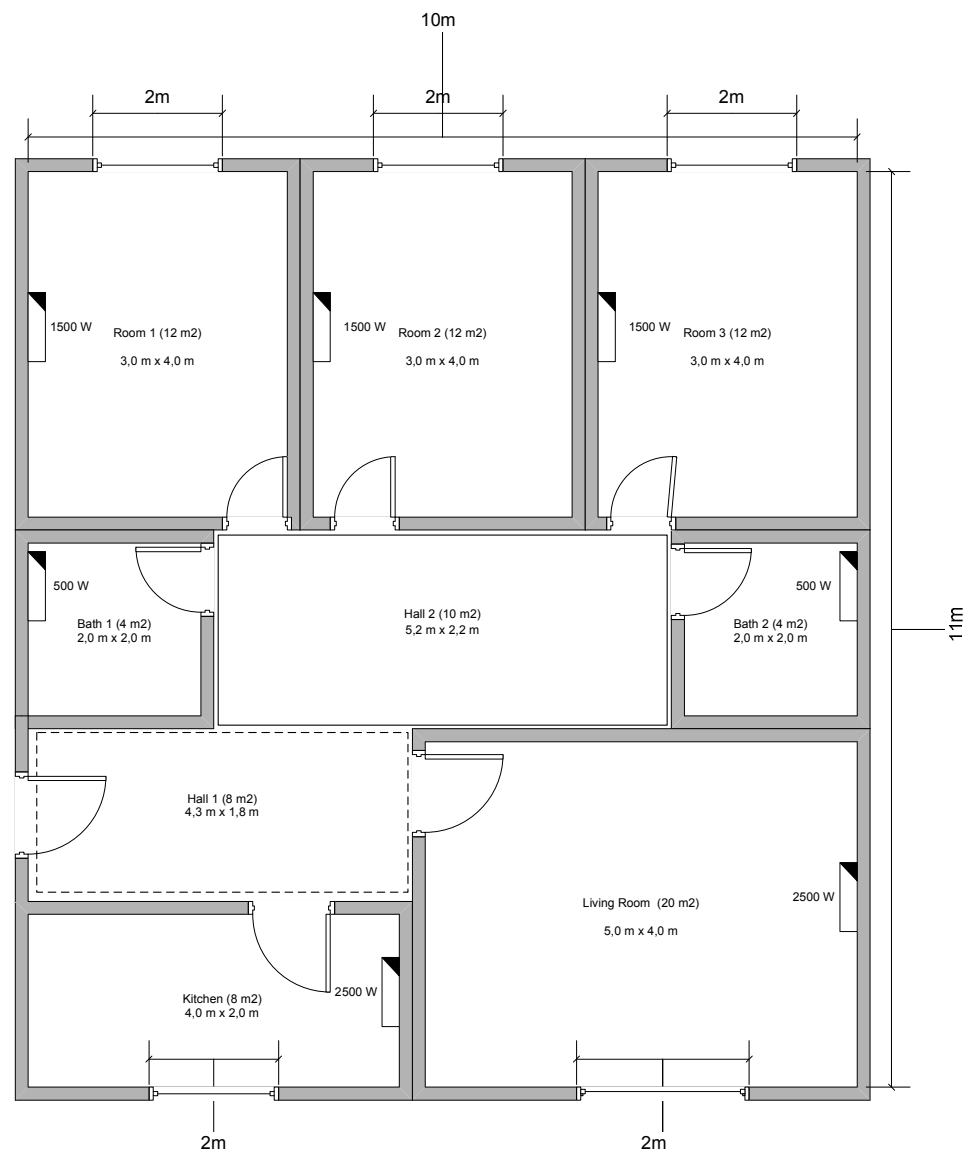 10m
2m
2m
2m
1500 W
Room 1 (12 m2)
3,0 m x 4,0 m
1500 W
Room 2 (12 m2)
3,0 m x 4,0 m
1500 W
Room 3 (12 m2)
3,0 m x 4,0 m
500 W
Bath 1 (4 m2)
2,0 m x 2,0 m
Hall 2 (10 m2)
5,2 m x 2,2 m
500 W
Bath 2 (4 m2)
2,0 m x 2,0 m
11m
Hall 1 (8 m2)
4,3 m x 1,8 m
Living Room (20 m2)
5,0 m x 4,0 m
2500 W
Kitchen (8 m2)
4,0 m x 2,0 m
2500 W
2m
2m